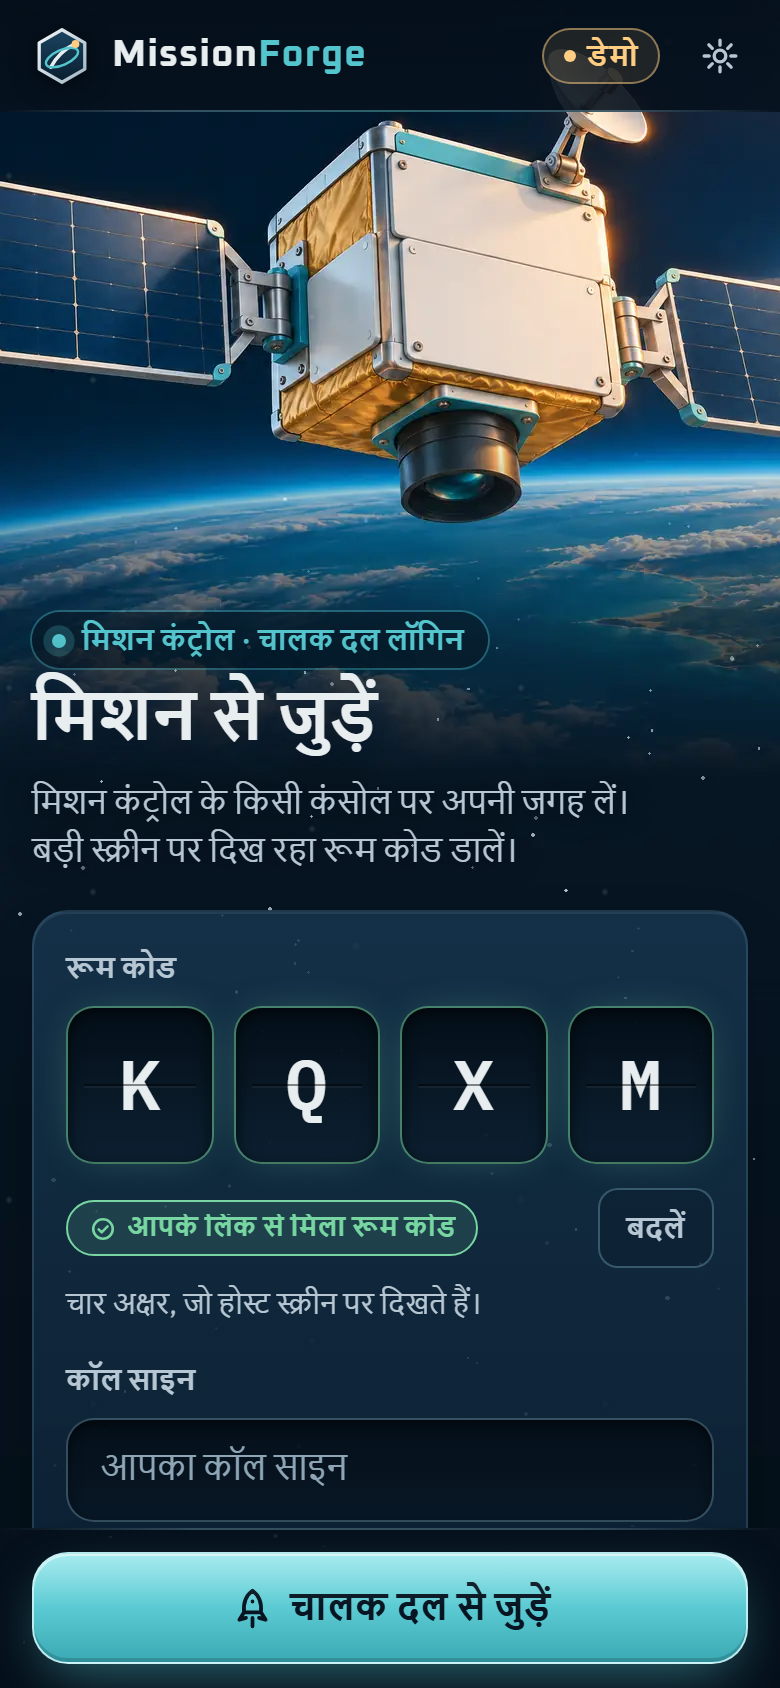 MissionForge
डेमो
मिशन कंट्रोल · चालक दल लॉगिन
मिशन से जुड़ें
मिशन कंट्रोल के किसी कंसोल पर अपनी जगह लें।
बड़ी स्क्रीन पर दिख रहा रूम कोड डालें।
रूम कोड
K Q X M
आपके लिंक से मिला रूम कोड
बदलें
चार अक्षर, जो होस्ट स्क्रीन पर दिखते हैं।
कॉल साइन
आपका कॉल साइन
चालक दल से जुड़ें